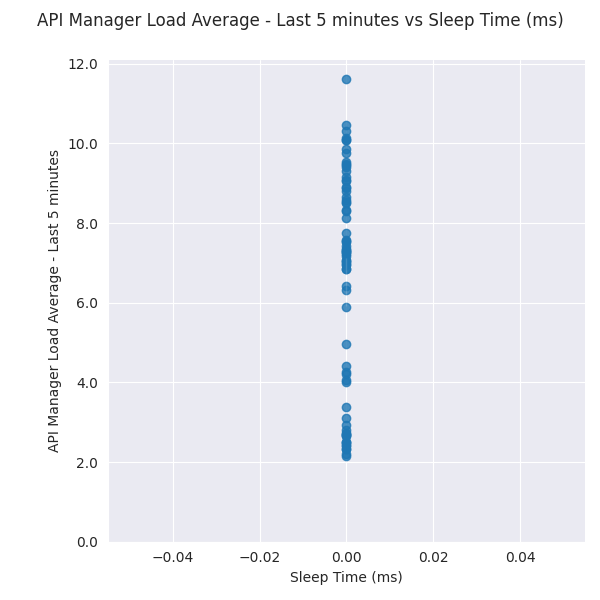 API Manager Load Average - Last 5 minutes vs Sleep Time (ms)
12.0
10.0
8.0
6.0
4.0
2.0
0.0
API Manager Load Average - Last 5 minutes
−0.04 −0.02 0.00 0.02 0.04
Sleep Time (ms)